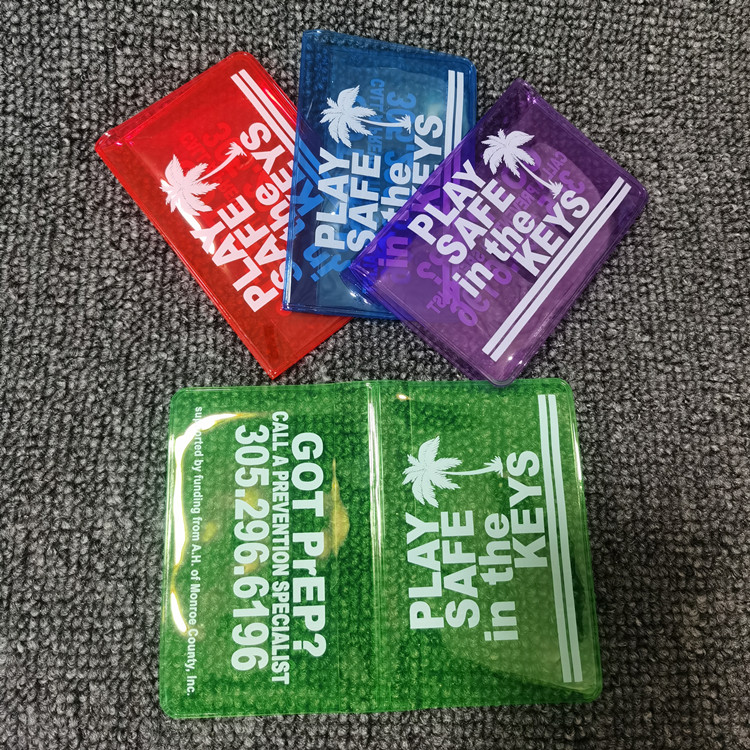 PLAY
SAFE
in the
KEYS
PLAY
SAFE
in the
KEYS
PLAY
SAFE
in the
KEYS
GOT PrEP?
CALL A PREVENTION SPECIALIST
305.296.6196
supported by funding from A.H. of Monroe County, Inc.
PLAY
SAFE
in the
KEYS